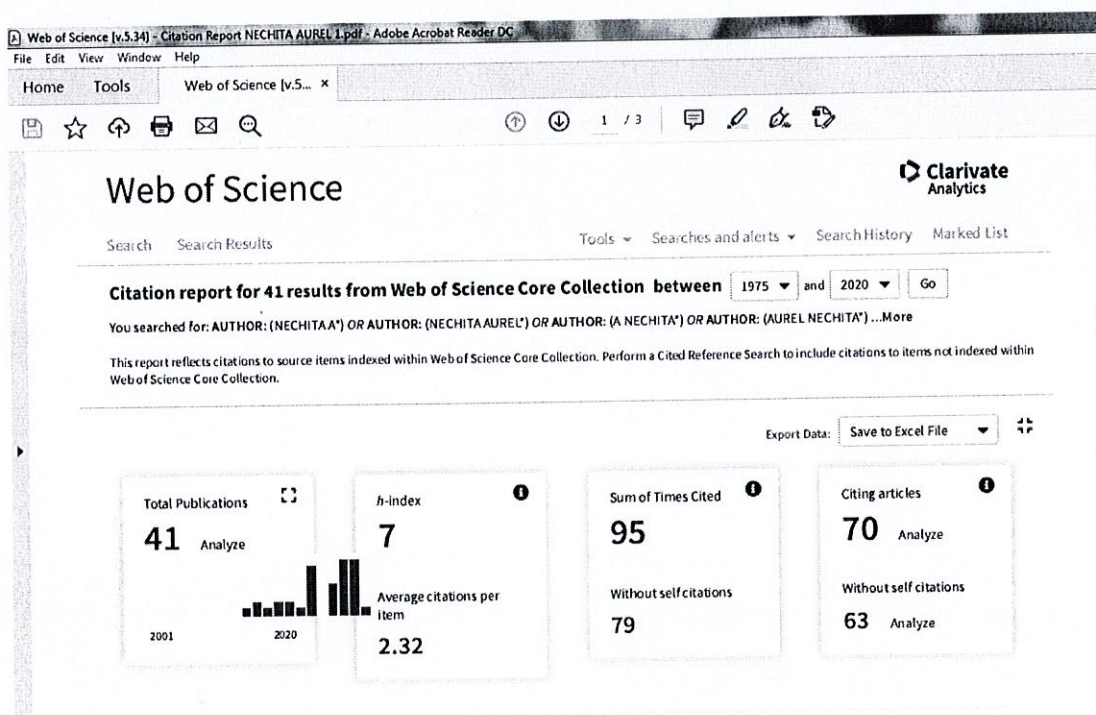 Web of Science [v.5.34] - Citation Report NECHITA AUREL 1.pdf - Adobe Acrobat Reader DC
File Edit View Window Help
Home Tools Web of Science [v.5... ×
1 / 3
Web of Science
Clarivate
Analytics
Search Search Results Tools Searches and alerts Search History Marked List
Citation report for 41 results from Web of Science Core Collection between 1975 and 2020 Go
You searched for: AUTHOR: (NECHITA A*) OR AUTHOR: (NECHITA AUREL*) OR AUTHOR: (A NECHITA*) OR AUTHOR: (AUREL NECHITA*) ...More
This report reflects citations to source items indexed within Web of Science Core Collection. Perform a Cited Reference Search to include citations to items not indexed within
Web of Science Core Collection.
Export Data: Save to Excel File
Total Publications
41 Analyze
2001 2020
h-index
7
Average citations per
item
2.32
Sum of Times Cited
95
Without self citations
79
Citing articles
70 Analyze
Without self citations
63 Analyze